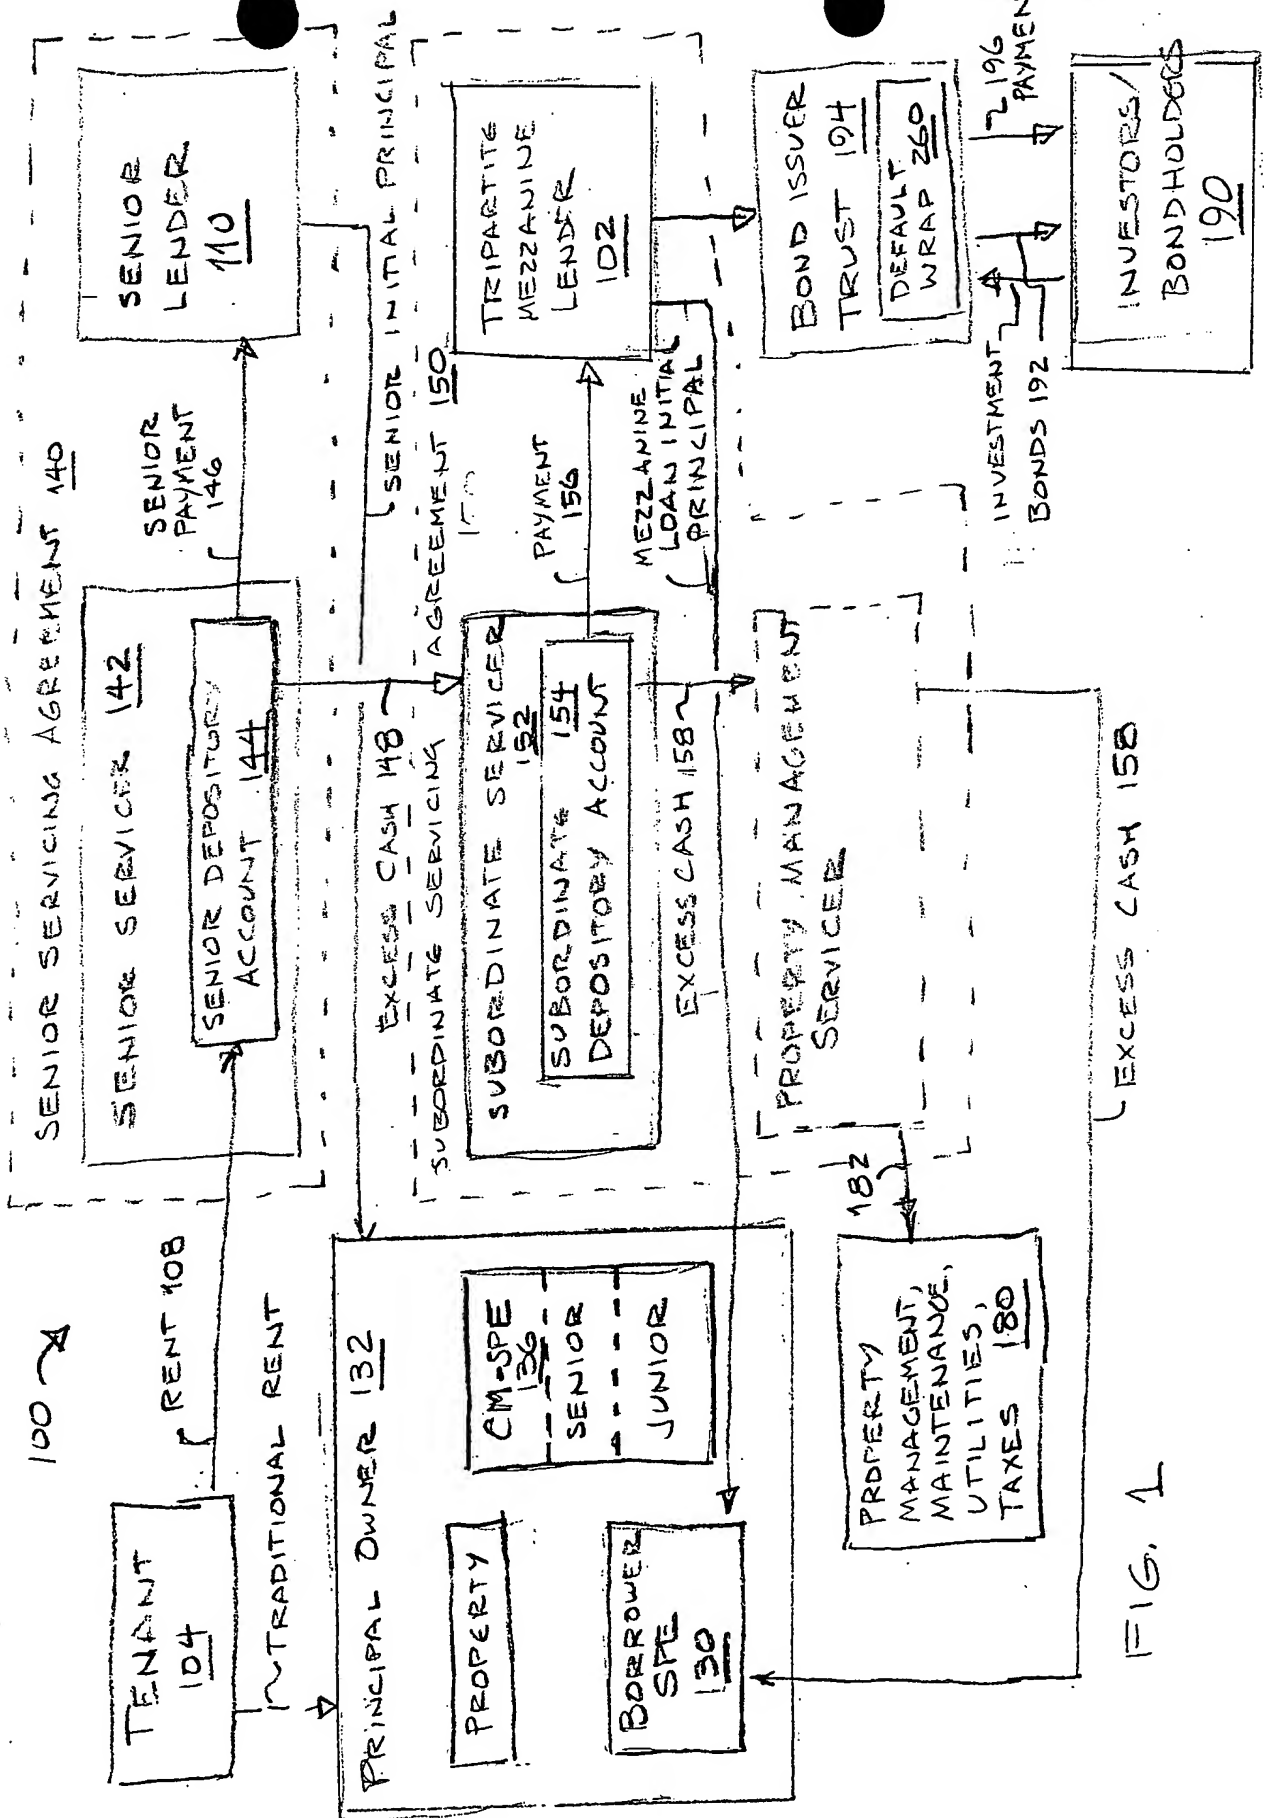 100
SENIOR SERVICING AGREEMENT 140
TENANT
104
RENT 108
TRADITIONAL RENT
SENIOR SERVICER 142
SENIOR DEPOSITORY
ACCOUNT 144
SENIOR
PAYMENT
146
SENIOR
LENDER
110
SENIOR INITIAL PRINCIPAL
EXCESS CASH 148
SUBORDINATE SERVICING AGREEMENT 150
PRINCIPAL OWNER 132
PROPERTY
BORROWER
SPE
130
CM-SPE
136
SENIOR
JUNIOR
SUBORDINATE SERVICER
152
SUBORDINATE 154
DEPOSITORY ACCOUNT
PAYMENT
156
TRIPARTITE
MEZZANINE
LENDER
102
MEZZANINE
LOAN INITIAL
PRINCIPAL
EXCESS CASH 158
PROPERTY MANAGEMENT
SERVICER
182
PROPERTY
MANAGEMENT,
MAINTENANCE,
UTILITIES,
TAXES 180
BOND ISSUER
TRUST 194
DEFAULT
WRAP 260
INVESTMENT
BONDS 192
196
INVESTORS/
BONDHOLDERS
190
EXCESS CASH 158
FIG. 1